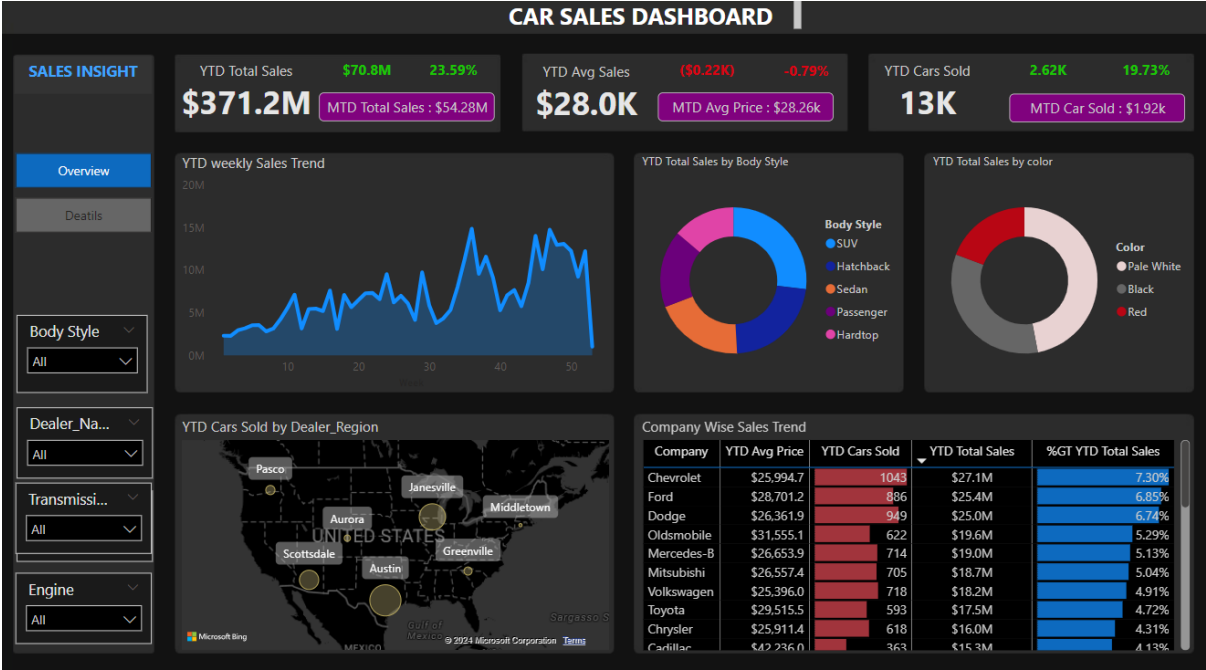 CAR SALES DASHBOARD
SALES INSIGHT
Overview
Deatils
Body Style
All
Dealer_Na...
All
Transmissi...
All
Engine
All
YTD Total Sales $70.8M 23.59%
$371.2M MTD Total Sales : $54.28M
YTD Avg Sales ($0.22K) -0.79%
$28.0K MTD Avg Price : $28.26k
YTD Cars Sold 2.62K 19.73%
13K MTD Car Sold : $1.92k
YTD weekly Sales Trend
20M
15M
10M
5M
0M
10 20 30 40 50
YTD Total Sales by Body Style
Body Style
SUV
Hatchback
Sedan
Passenger
Hardtop
YTD Total Sales by color
Color
Pale White
Black
Red
YTD Cars Sold by Dealer_Region
Pasco
Janesville
Middletown
Aurora
UNITED STATES
Scottsdale
Greenville
Austin
Sargasso S
Gulf of
Mexico
MEXICO
Microsoft Bing
© 2024 Microsoft Corporation Terms
Company Wise Sales Trend
Company YTD Avg Price YTD Cars Sold YTD Total Sales %GT YTD Total Sales
Chevrolet $25,994.7 1043 $27.1M 7.30%
Ford $28,701.2 886 $25.4M 6.85%
Dodge $26,361.9 949 $25.0M 6.74%
Oldsmobile $31,555.1 622 $19.6M 5.29%
Mercedes-B $26,653.9 714 $19.0M 5.13%
Mitsubishi $26,557.4 705 $18.7M 5.04%
Volkswagen $25,396.0 718 $18.2M 4.91%
Toyota $29,515.5 593 $17.5M 4.72%
Chrysler $25,911.4 618 $16.0M 4.31%
Cadillac $42,236.0 363 $15.3M 4.13%